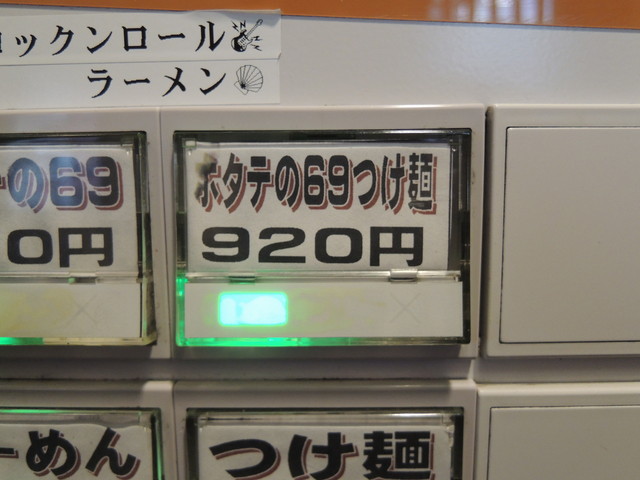 ロックンロール
ラーメン
の69
0円
ホタテの69つけ麺
920円
らーめん
つけ麺